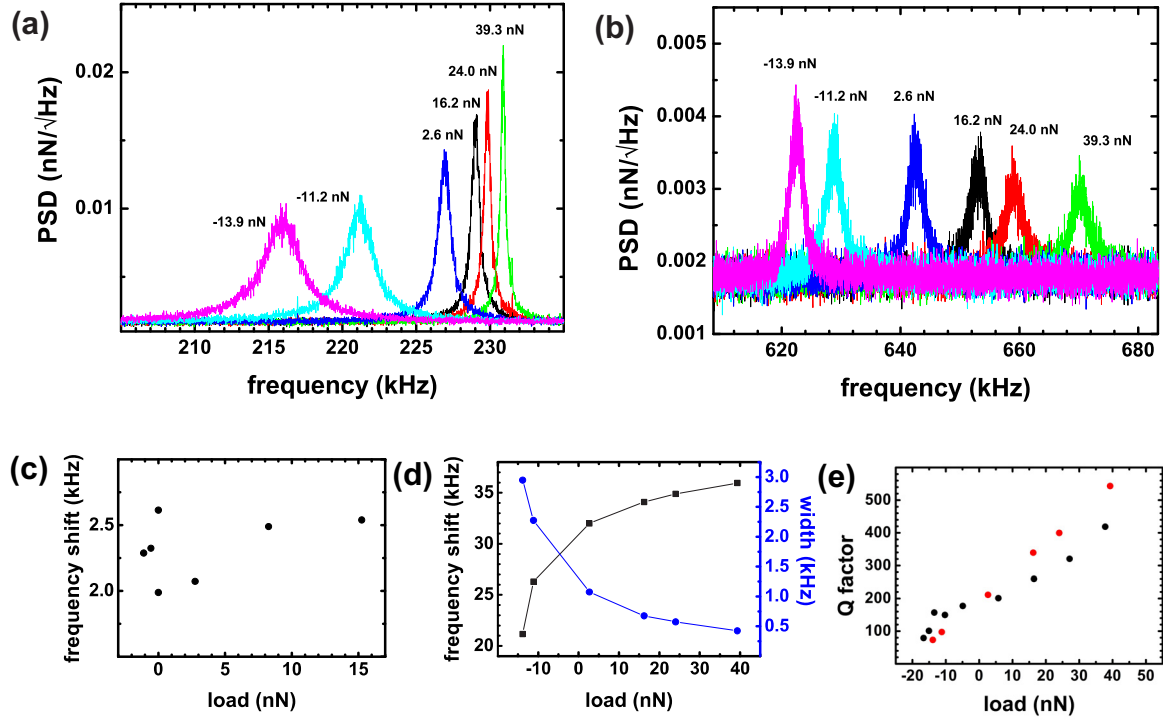 (a)
39.3 nN
24.0 nN
16.2 nN
2.6 nN
-11.2 nN
-13.9 nN
0.02
0.01
PSD (nN/√Hz)
210 215 220 225 230
frequency (kHz)
(b)
0.005
0.004
0.003
0.002
0.001
PSD (nN/√Hz)
-13.9 nN
-11.2 nN
2.6 nN
16.2 nN
24.0 nN
39.3 nN
620 640 660 680
frequency (kHz)
(c)
2.5
2.0
frequency shift (kHz)
0 5 10 15
load (nN)
(d)
35
30
25
20
frequency shift (kHz)
3.0
2.5
2.0
1.5
1.0
0.5
width (kHz)
-10 0 10 20 30 40
load (nN)
(e)
500
400
300
200
100
Q factor
-20 -10 0 10 20 30 40 50
load (nN)